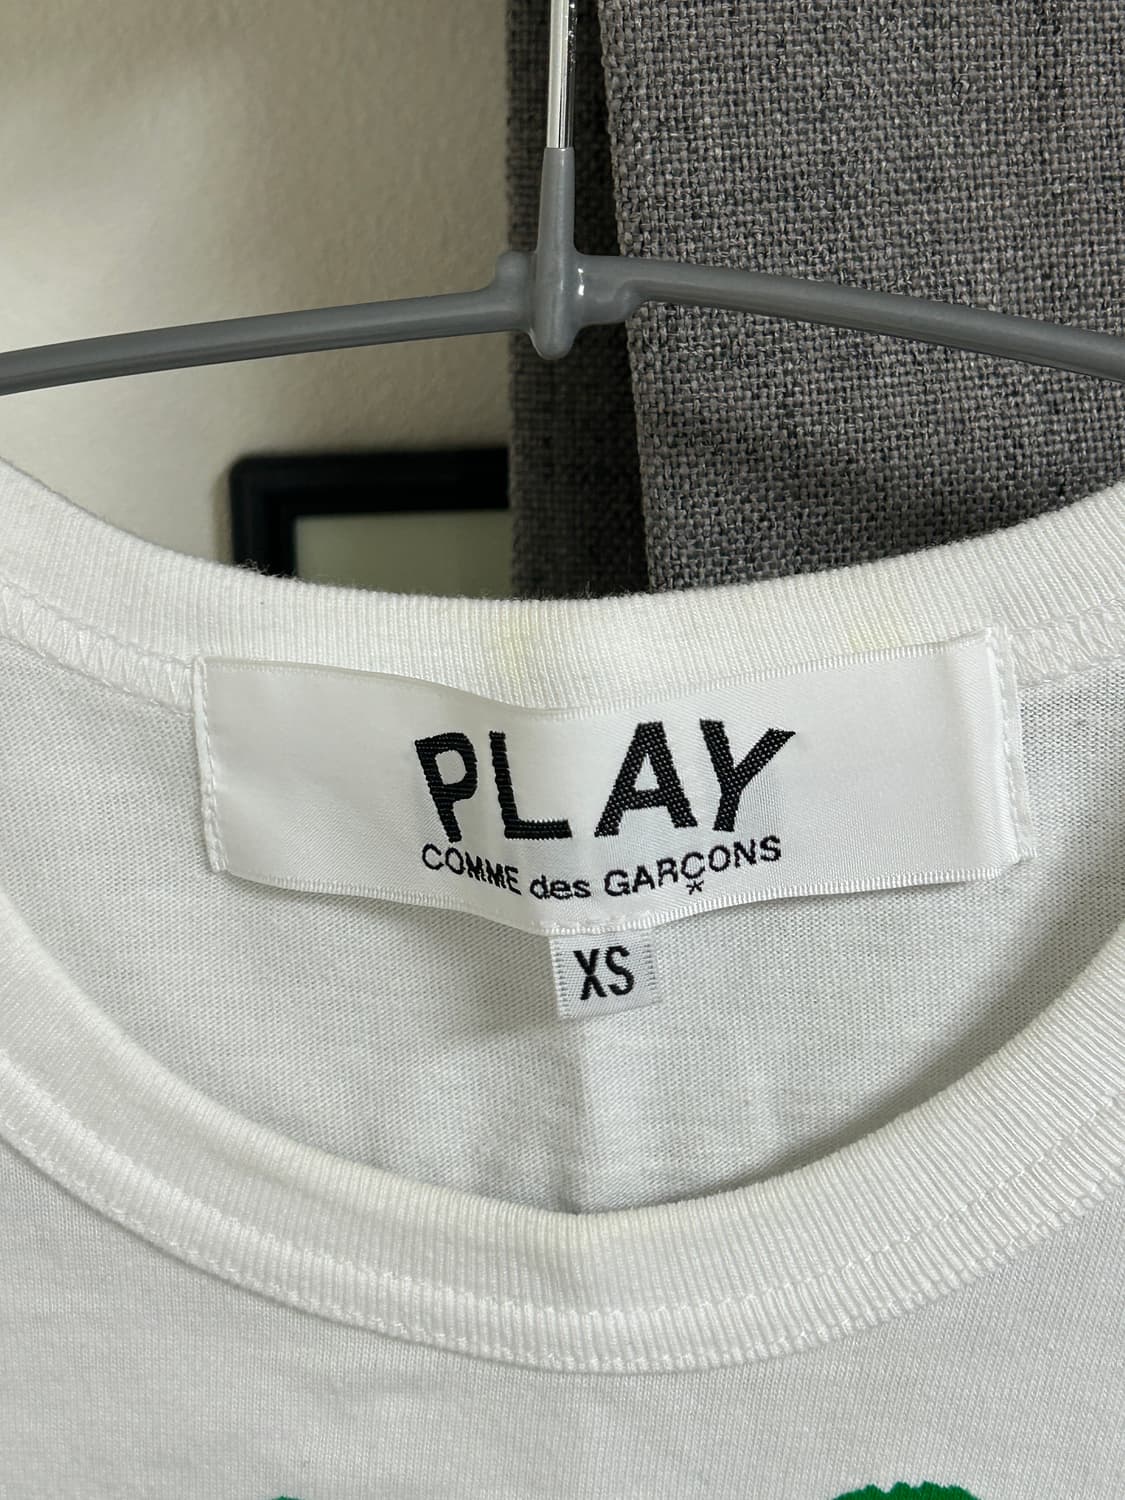 PLAY
COMME des GARÇONS
*
XS